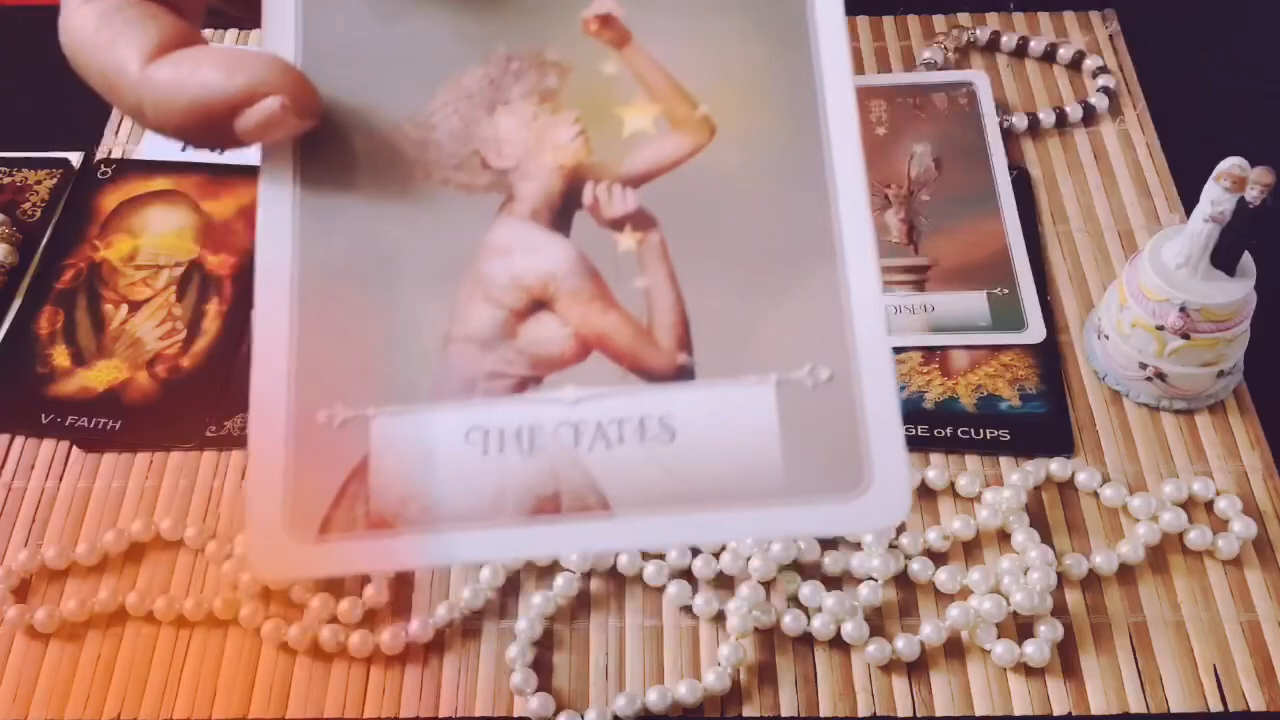 THE FATES
V · FAITH
OISED
GE of CUPS